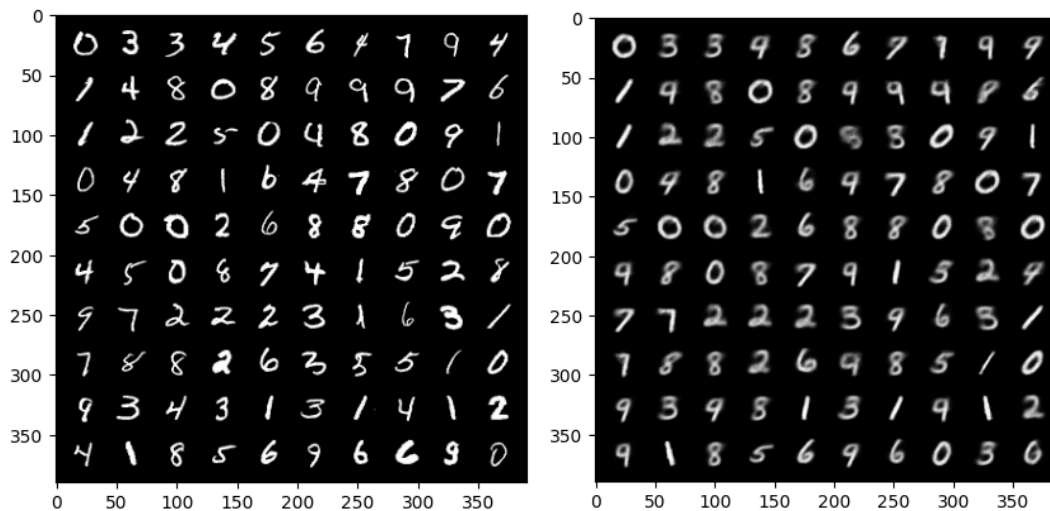 0 3 3 4 5 6 4 7 9 4
1 4 8 0 8 9 9 9 7 6
1 2 2 5 0 4 8 0 9 1
0 4 8 1 6 4 7 8 0 7
5 0 0 2 6 8 8 0 9 0
4 5 0 8 7 4 1 5 2 8
9 7 2 2 2 3 1 6 3 1
7 8 8 2 6 3 5 5 1 0
9 3 4 3 1 3 1 4 1 2
4 1 8 5 6 9 6 6 9 0
0
50
100
150
200
250
300
350
0 50 100 150 200 250 300 350
0 3 3 9 8 6 7 1 9 9
1 9 8 0 8 9 9 9 8 6
1 2 2 5 0 8 3 0 9 1
0 9 8 1 6 9 7 8 0 7
5 0 0 2 6 8 8 0 8 0
9 8 0 8 7 9 1 5 2 9
7 7 2 2 2 3 9 6 3 1
7 8 8 2 6 9 8 5 1 0
9 3 9 8 1 3 1 9 1 2
9 1 8 5 6 9 6 0 3 0
0
50
100
150
200
250
300
350
0 50 100 150 200 250 300 350